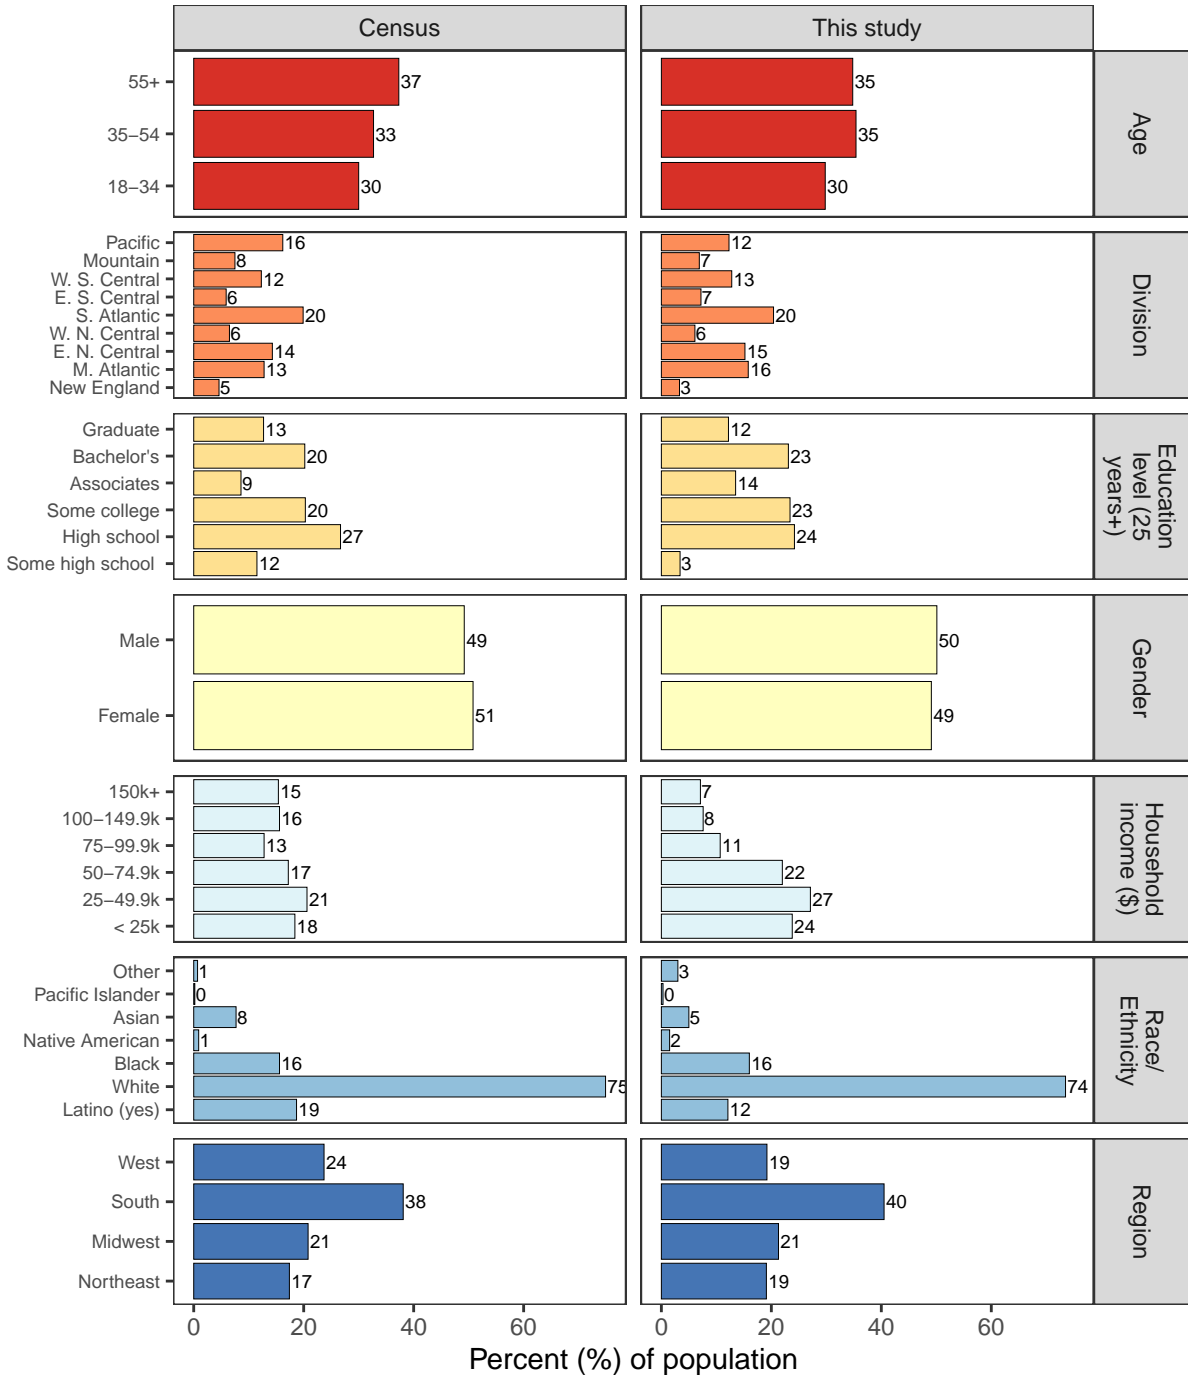 Census
This study
55+ 37 35
35–54 33 35
18–34 30 30
Age
Pacific 16 12
Mountain 8 7
W. S. Central 12 13
E. S. Central 6 7
S. Atlantic 20 20
W. N. Central 6 6
E. N. Central 14 15
M. Atlantic 13 16
New England 5 3
Division
Graduate 13 12
Bachelor's 20 23
Associates 9 14
Some college 20 23
High school 27 24
Some high school 12 3
Education
level (25
years+)
Male 49 50
Female 51 49
Gender
150k+ 15 7
100–149.9k 16 8
75–99.9k 13 11
50–74.9k 17 22
25–49.9k 21 27
< 25k 18 24
Household
income ($)
Other 1 3
Pacific Islander 0 0
Asian 8 5
Native American 1 2
Black 16 16
White 75 74
Latino (yes) 19 12
Race/
Ethnicity
West 24 19
South 38 40
Midwest 21 21
Northeast 17 19
Region
0 20 40 60 0 20 40 60
Percent (%) of population